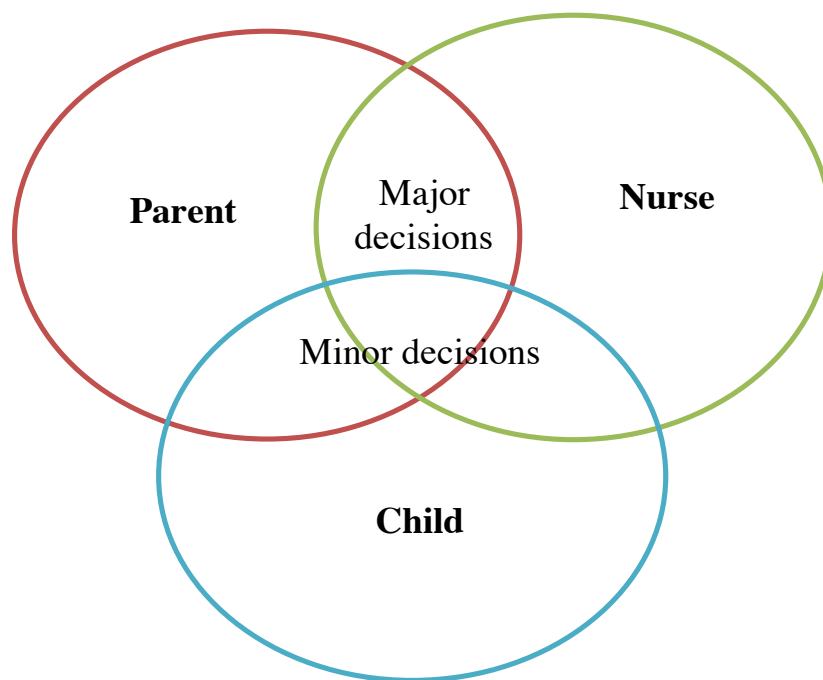 Parent
Major
decisions
Nurse
Minor decisions
Child